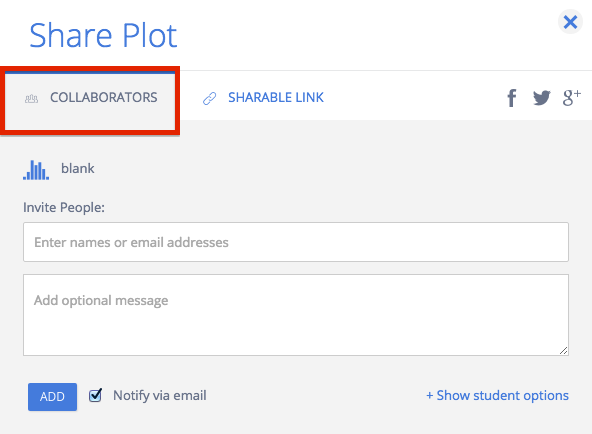 Share Plot
COLLABORATORS SHARABLE LINK
blank
Invite People:
Enter names or email addresses
Add optional message
ADD Notify via email + Show student options